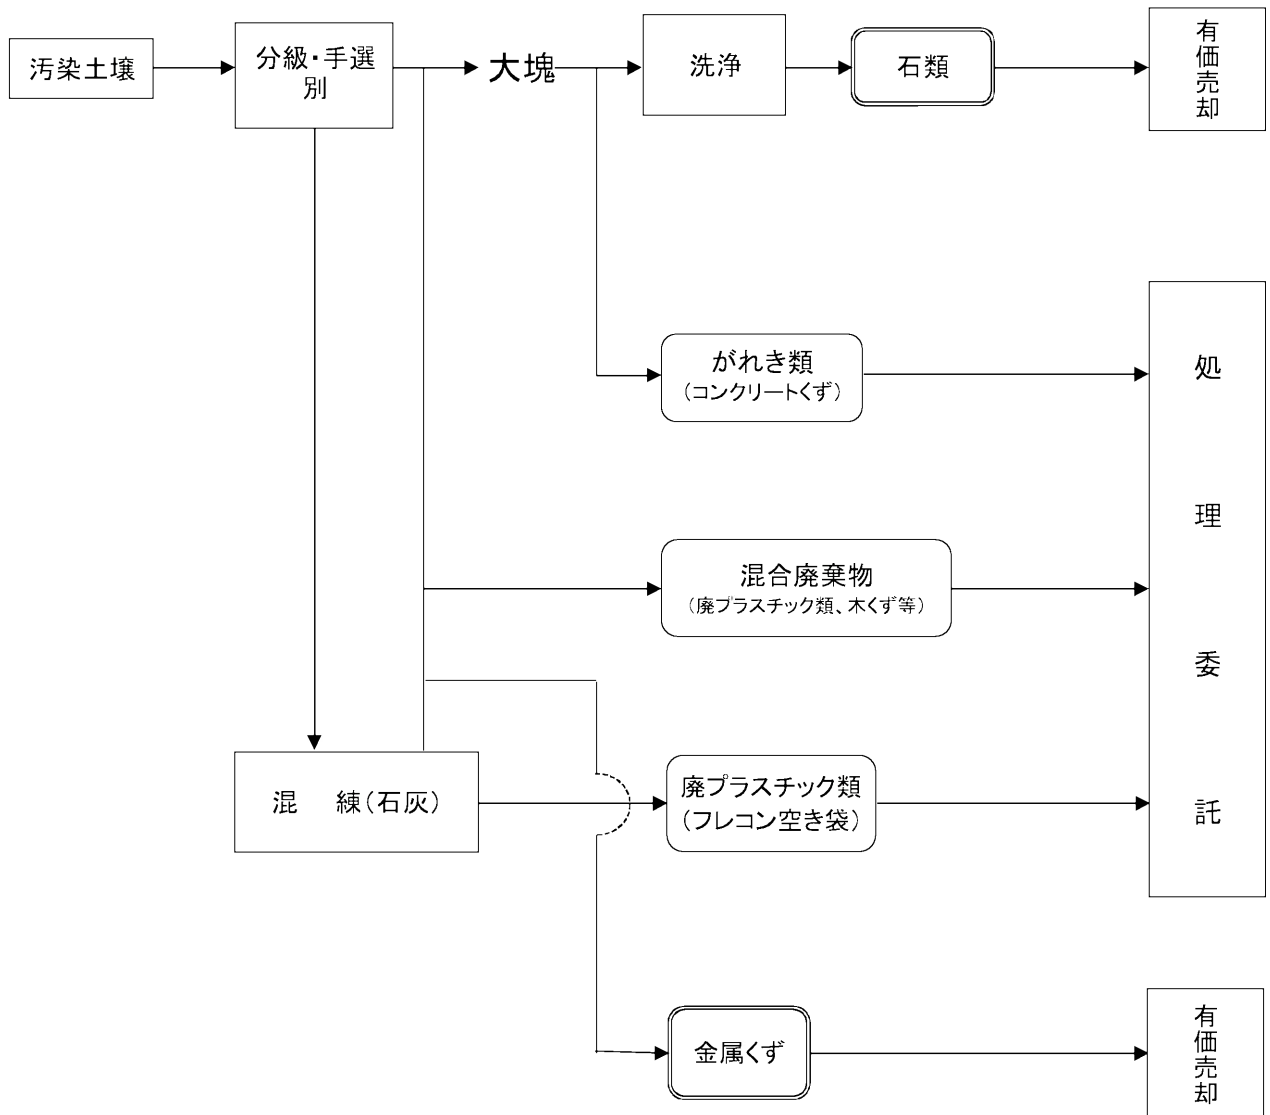 汚染土壌
分級・手選
別
大塊
洗浄
石類
有価売却
がれき類
(コンクリートくず)
混合廃棄物
(廃プラスチック類、木くず等)
処理委託
混　練(石灰)
廃プラスチック類
(フレコン空き袋)
金属くず
有価売却